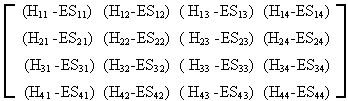 (H₁₁ -ES₁₁) (H₁₂-ES₁₂) ( H₁₃ -ES₁₃) (H₁₄-ES₁₄)
(H₂₁ -ES₂₁) (H₂₂-ES₂₂) ( H₂₃ -ES₂₃) (H₂₄-ES₂₄)
(H₃₁ -ES₃₁) (H₃₂-ES₃₂) ( H₃₃ -ES₃₃) (H₃₄-ES₃₄)
(H₄₁ -ES₄₁) (H₄₂-ES₄₂) ( H₄₃ -ES₄₃) (H₄₄-ES₄₄)